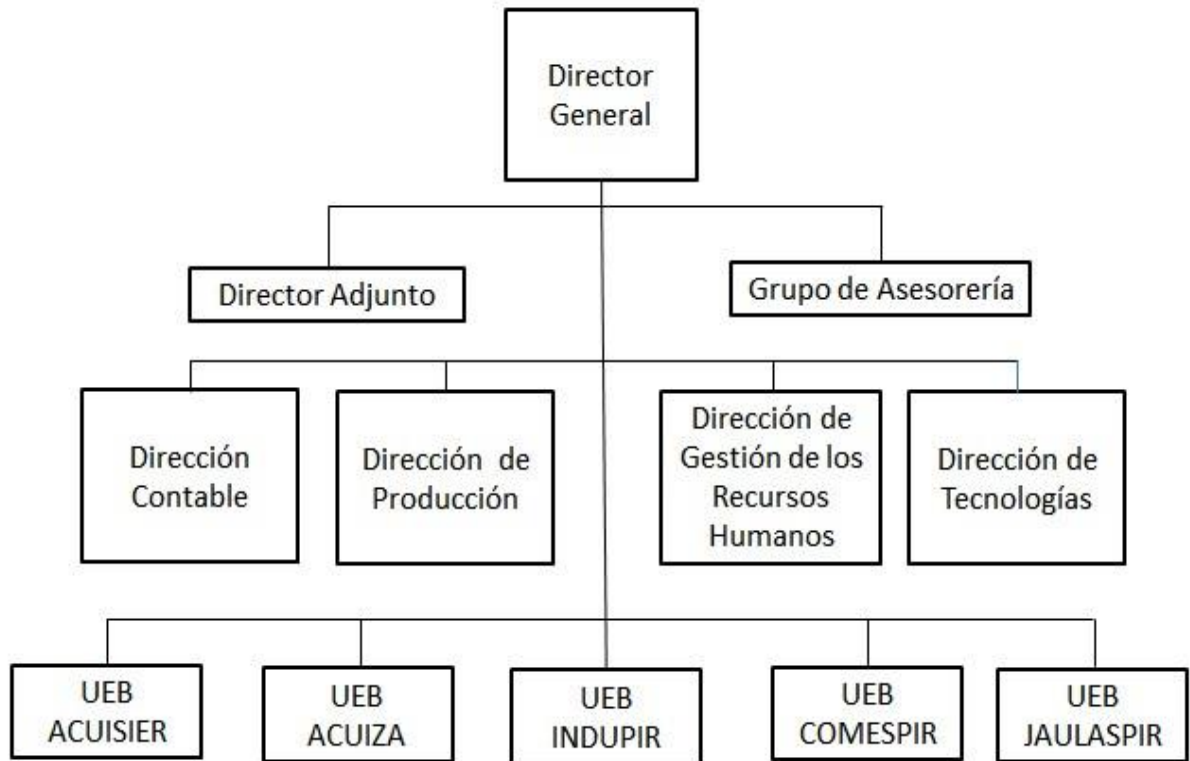 Director
General
Director Adjunto
Grupo de Asesorería
Dirección
Contable
Dirección de
Producción
Dirección de
Gestión de los
Recursos
Humanos
Dirección de
Tecnologías
UEB
ACUISIER
UEB
ACUIZA
UEB
INDUPIR
UEB
COMESPIR
UEB
JAULASPIR